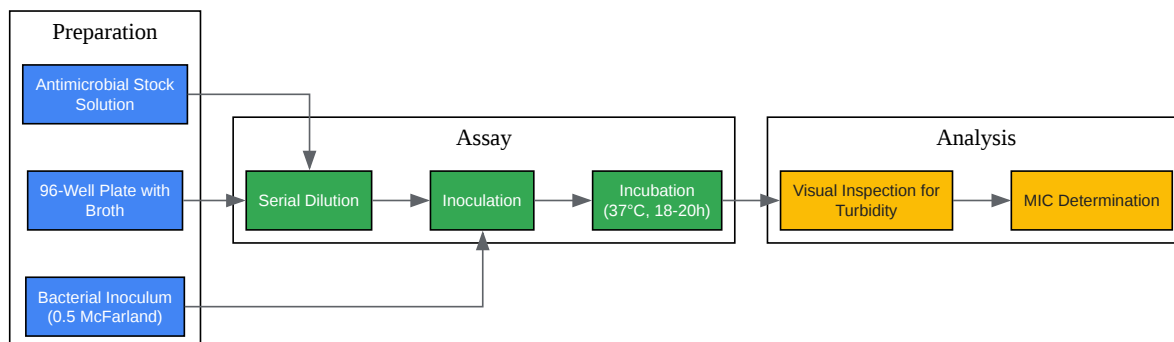 Preparation
Antimicrobial Stock
Solution
96-Well Plate with
Broth
Bacterial Inoculum
(0.5 McFarland)
Assay
Serial Dilution
Inoculation
Incubation
(37°C, 18-20h)
Analysis
Visual Inspection for
Turbidity
MIC Determination